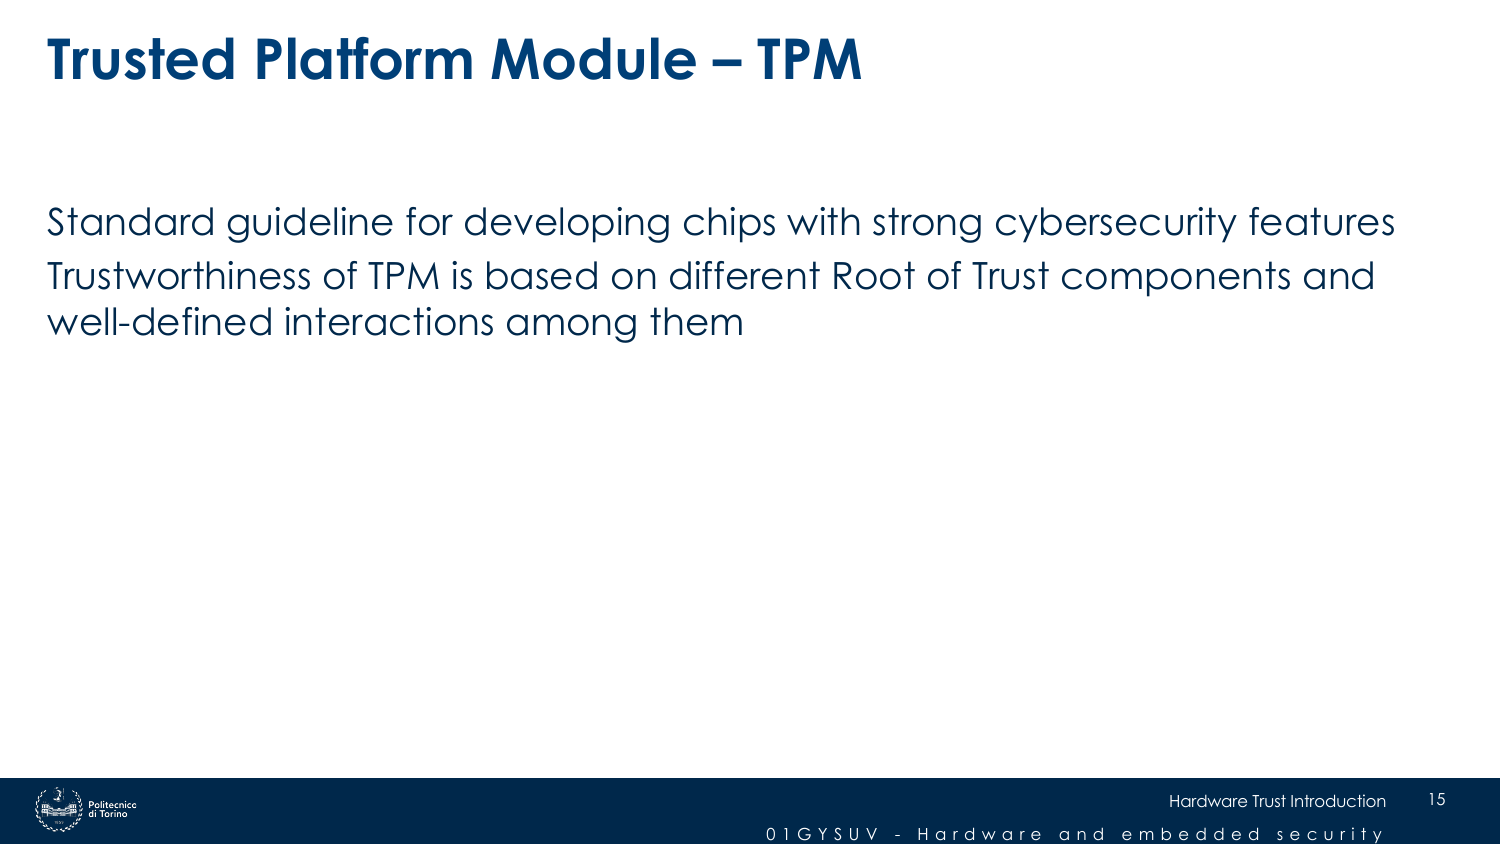 Trusted Platform Module – TPM
Standard guideline for developing chips with strong cybersecurity features
Trustworthiness of TPM is based on different Root of Trust components and
well-defined interactions among them
Politecnico
di Torino
Hardware Trust Introduction
15
01GYSUV - Hardware and embedded security